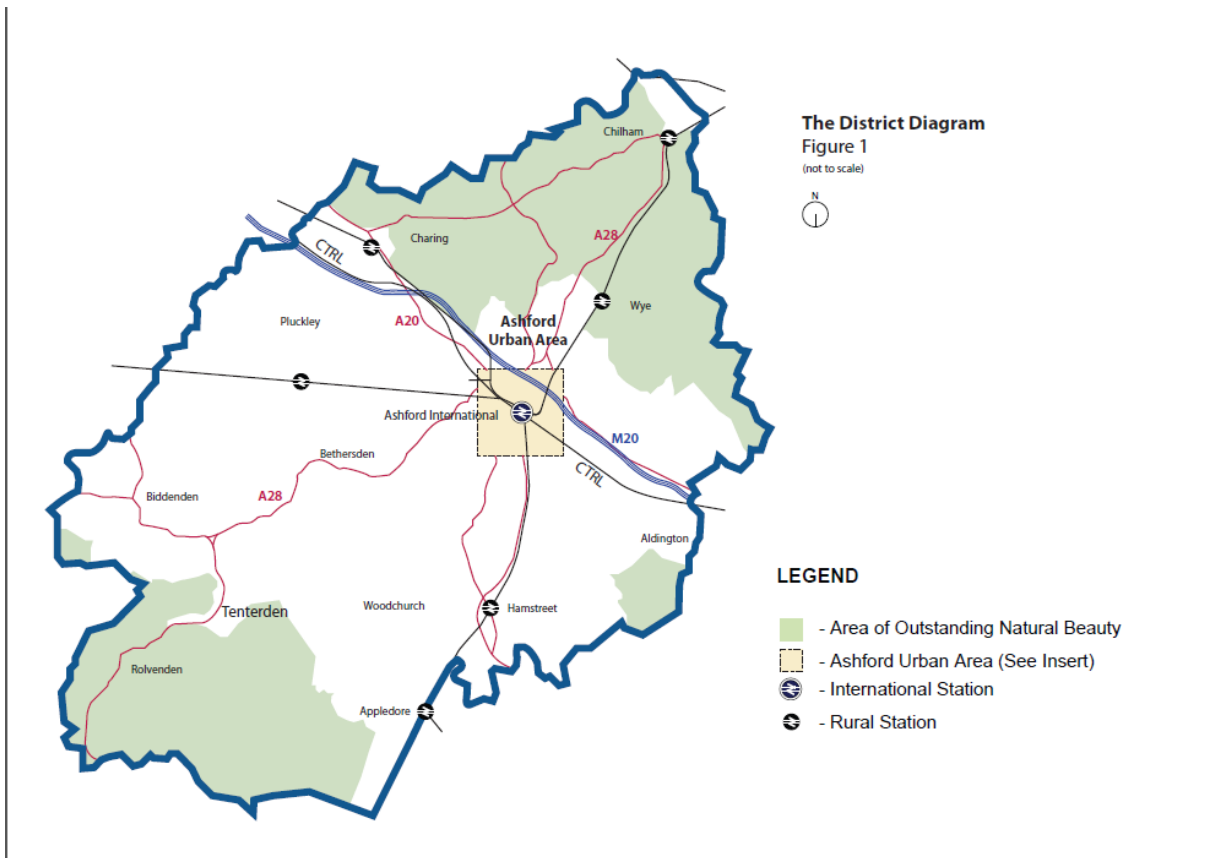 The District Diagram
Figure 1
(not to scale)
N
Chilham
A28
Charing
CTRL
Wye
Pluckley
A20
Ashford
Urban Area
Ashford International
M20
Bethersden
CTRL
Biddenden
A28
Aldington
Woodchurch
Hamstreet
Tenterden
Rolvenden
Appledore
LEGEND
- Area of Outstanding Natural Beauty
- Ashford Urban Area (See Insert)
- International Station
- Rural Station